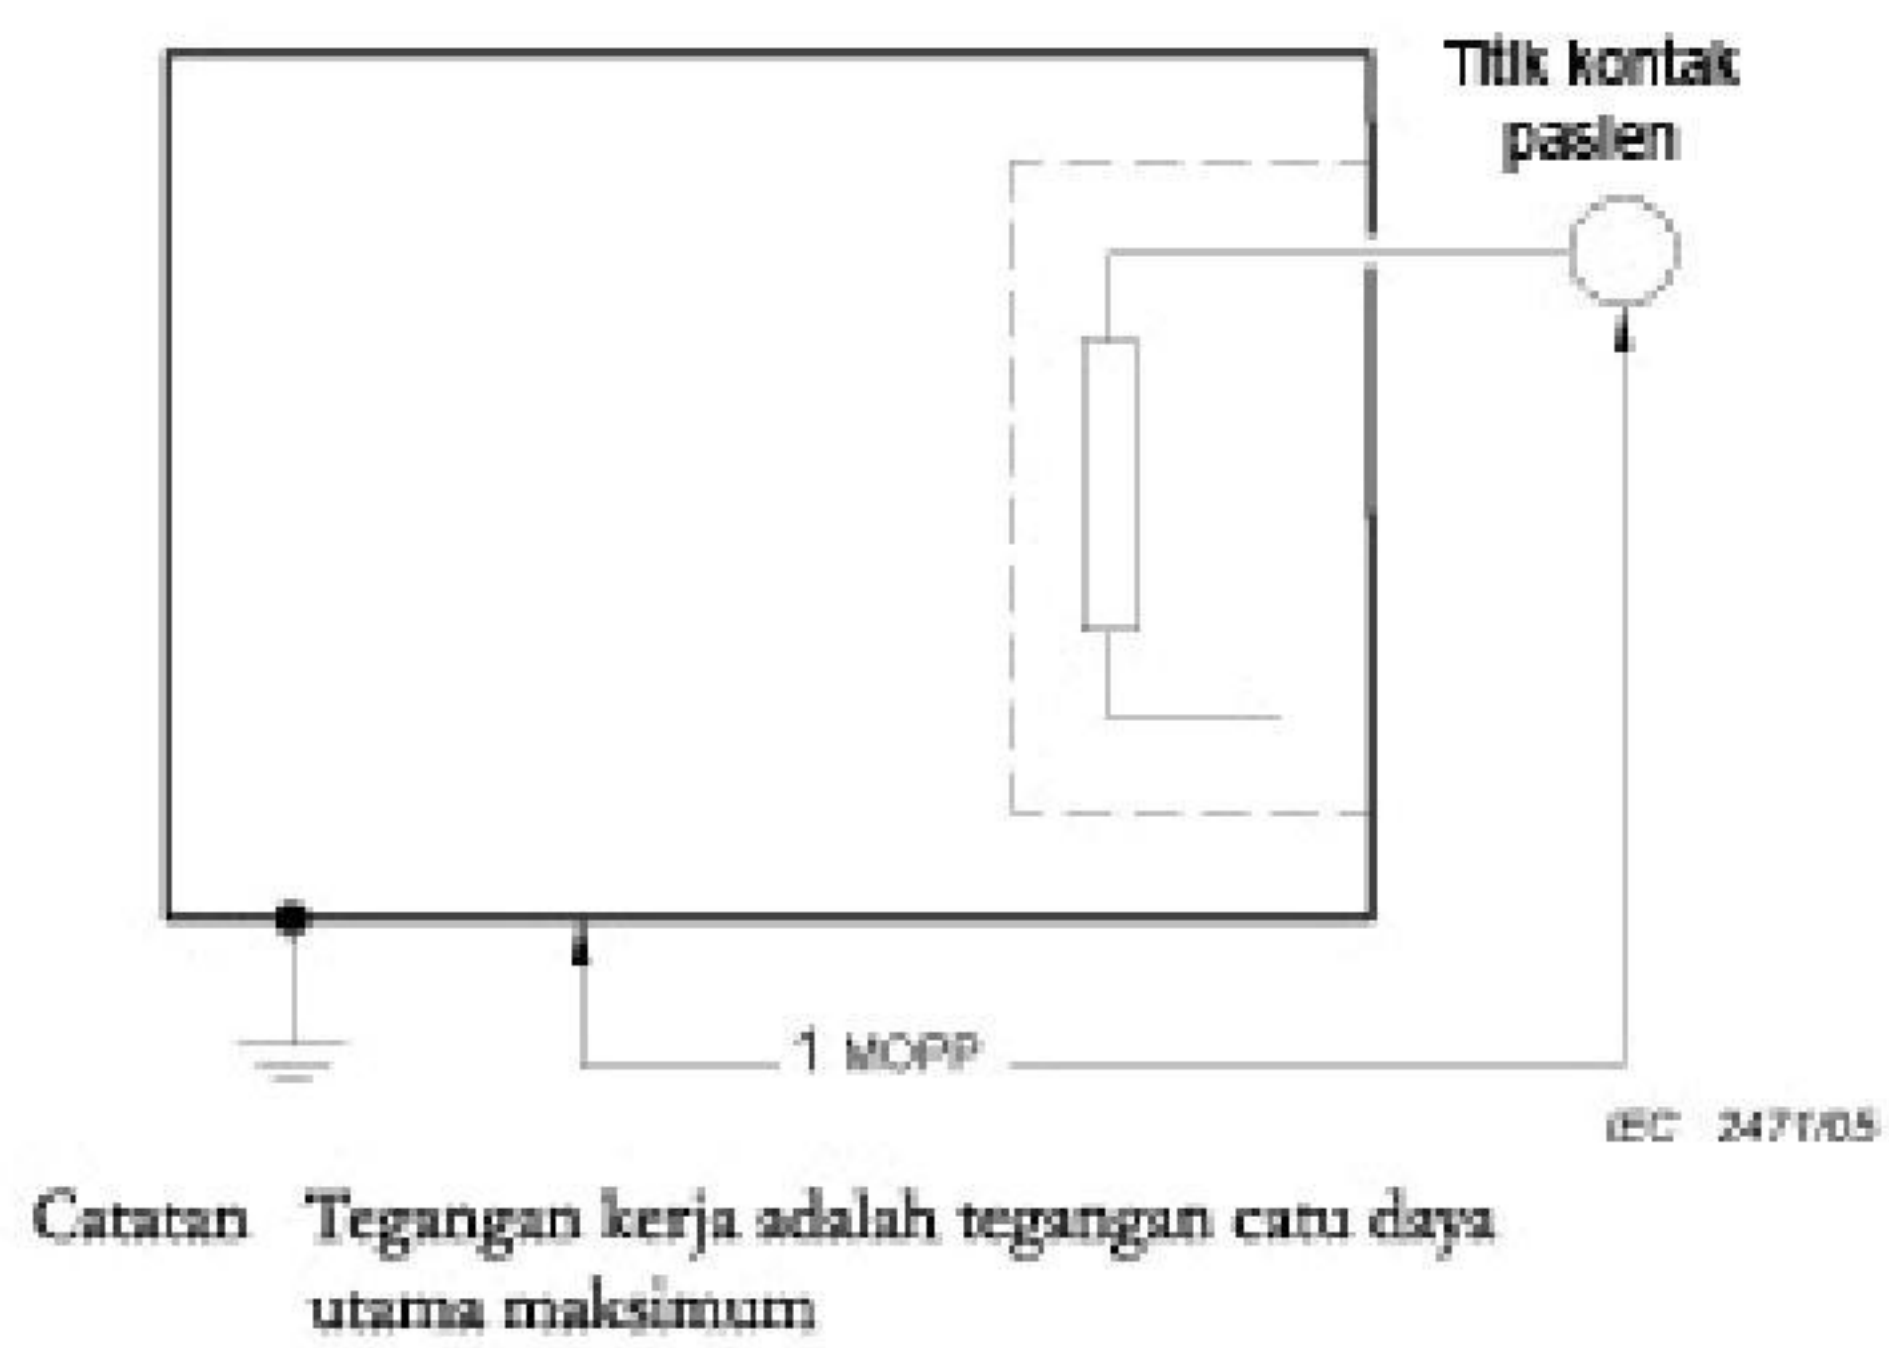 Titik kontak
pasien
1 MOPP
IEC 2471/05
Catatan Tegangan kerja adalah tegangan catu daya
utama maksimum